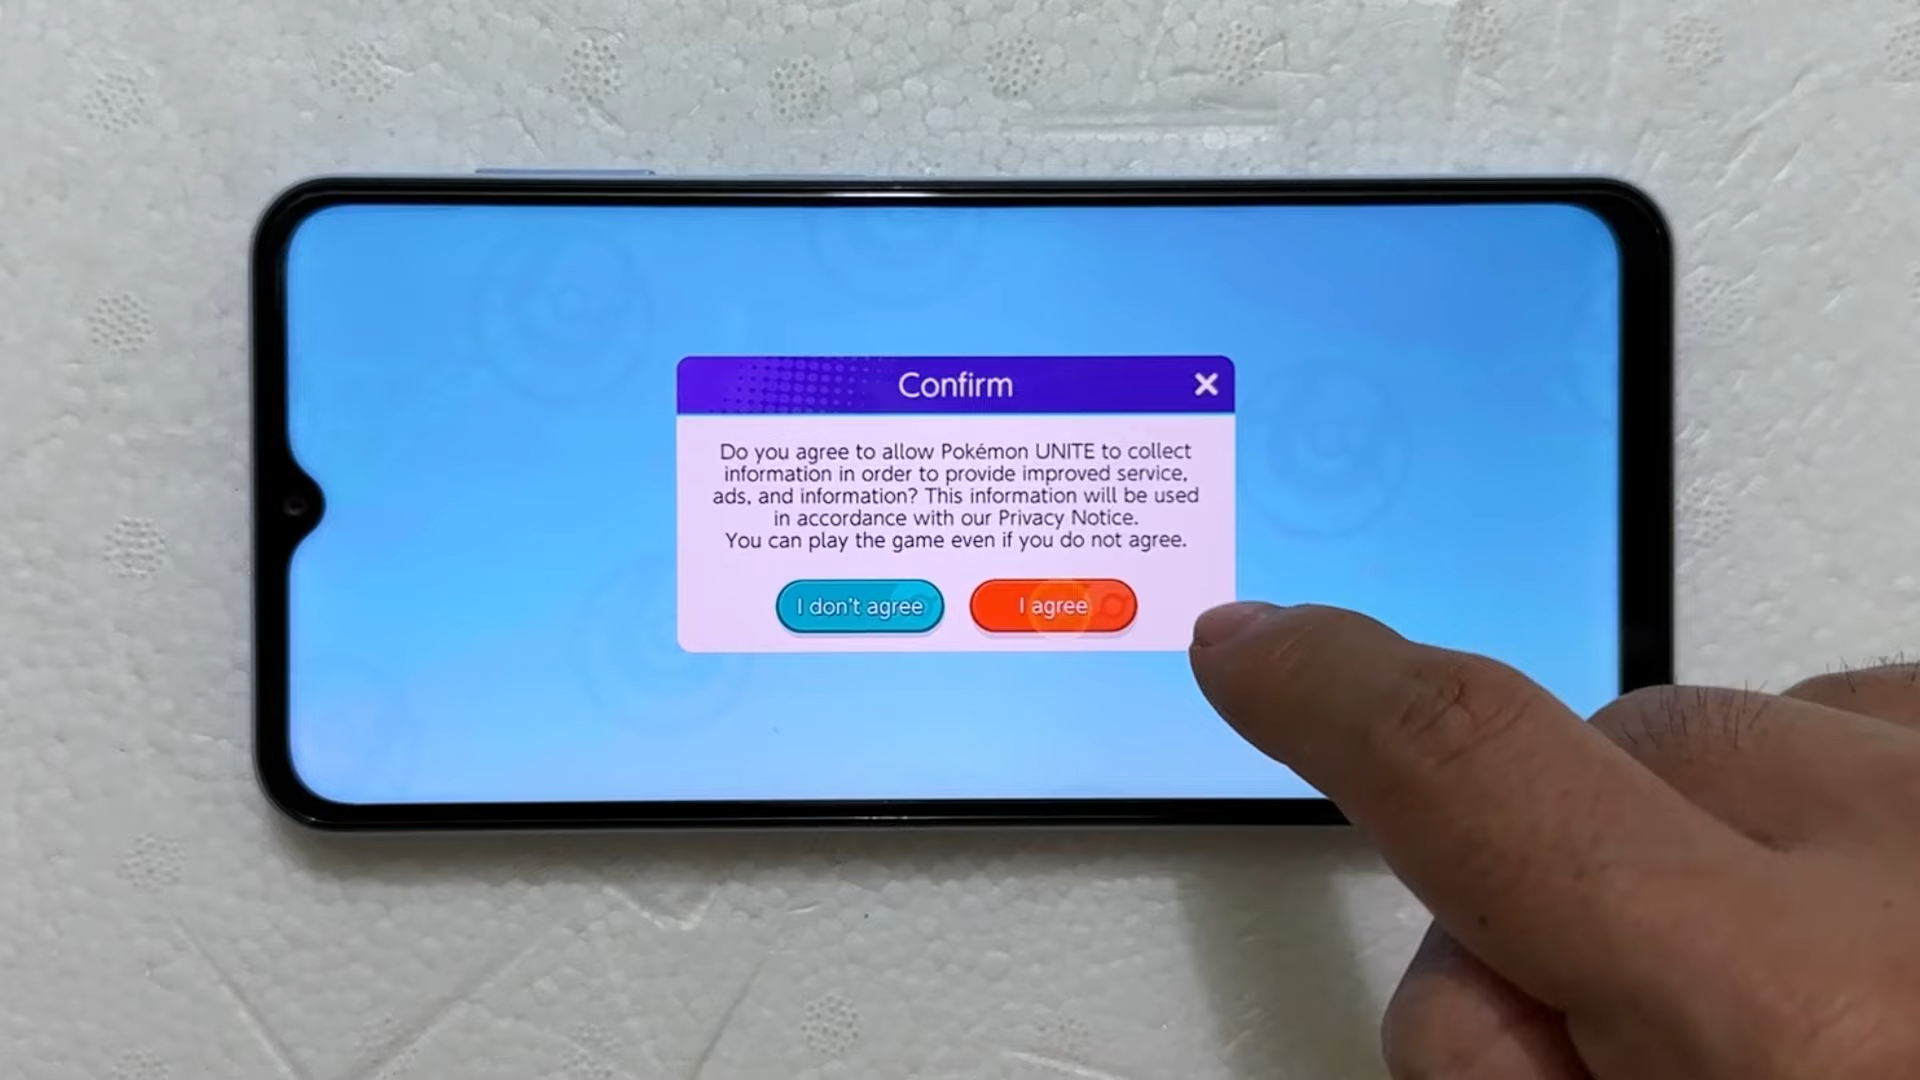 Confirm
Do you agree to allow Pokémon UNITE to collect
information in order to provide improved service,
ads, and information? This information will be used
in accordance with our Privacy Notice.
You can play the game even if you do not agree.
I don't agree
I agree